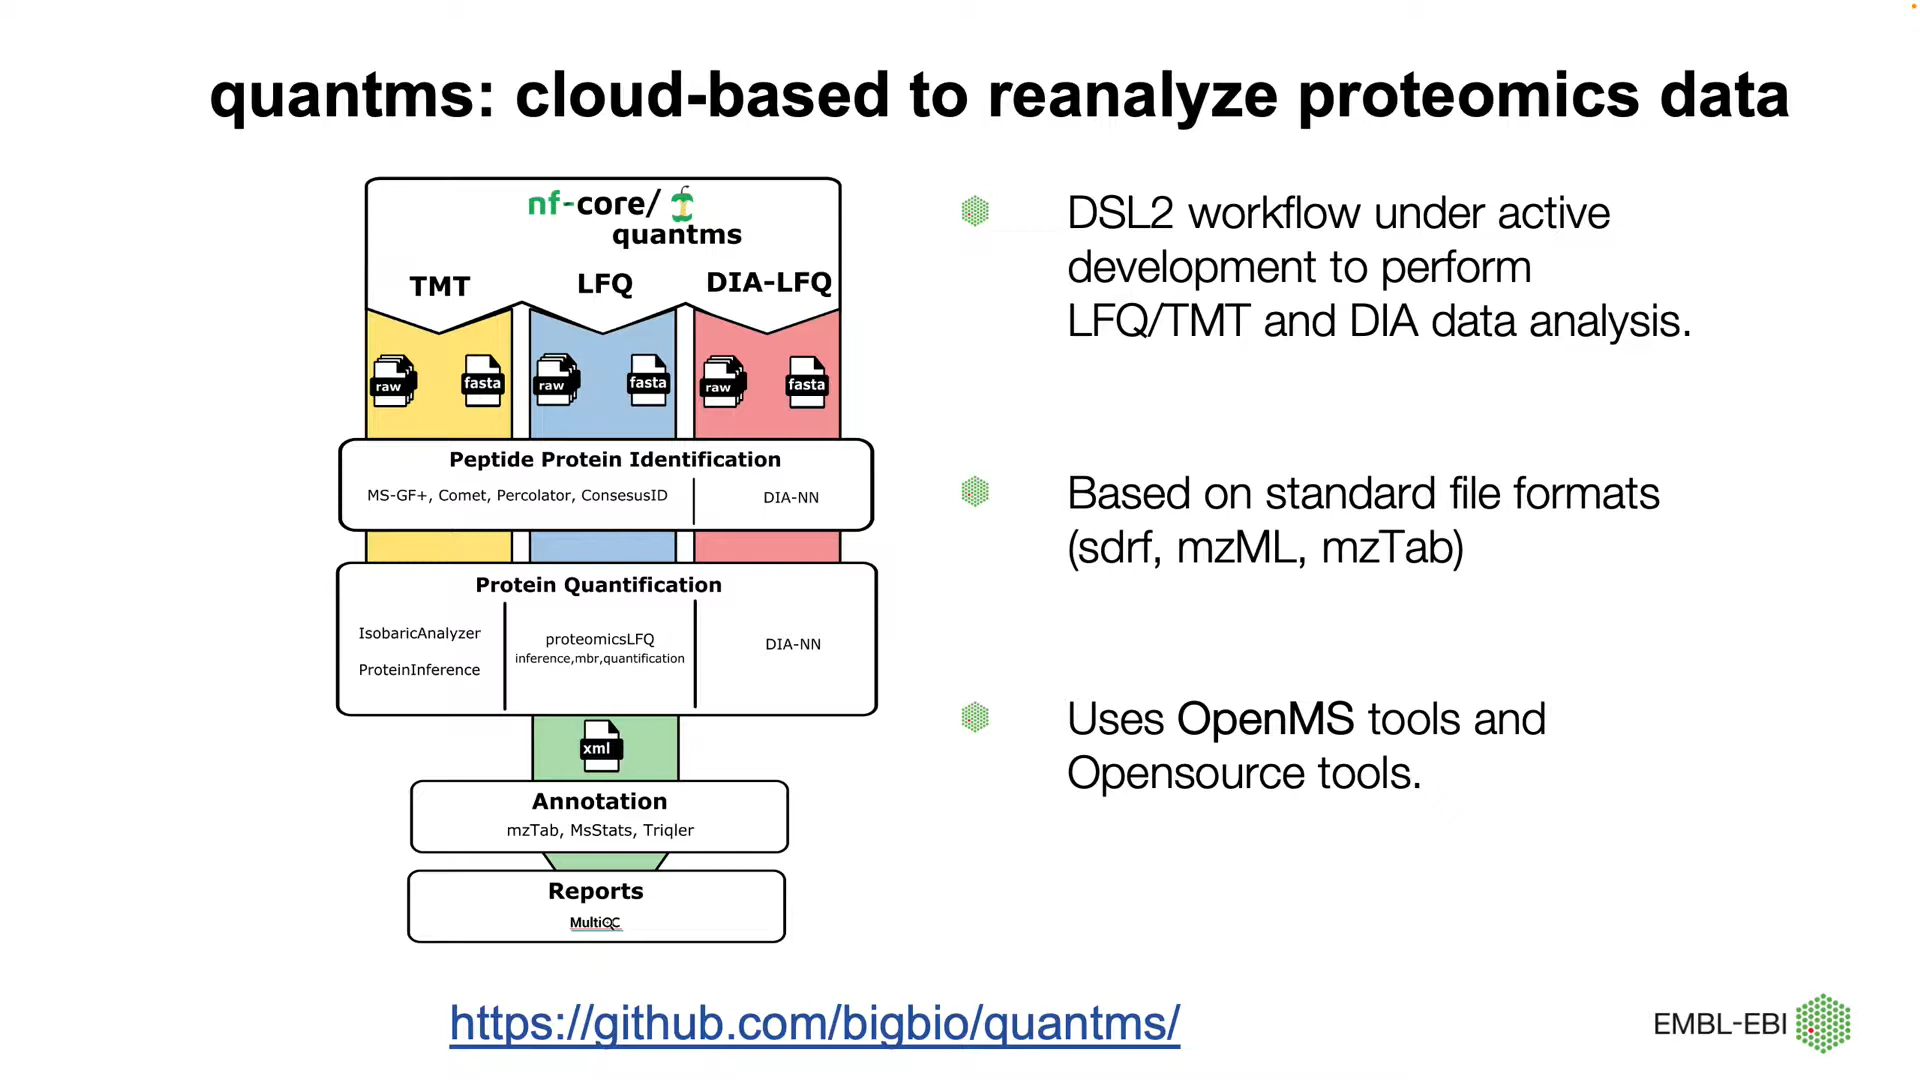 quantms: cloud-based to reanalyze proteomics data
nf-core/
quantms
TMT
LFQ
DIA-LFQ
raw
fasta
raw
fasta
raw
fasta
Peptide Protein Identification
MS-GF+, Comet, Percolator, ConsesusID
DIA-NN
Protein Quantification
IsobaricAnalyzer
ProteinInference
proteomicsLFQ
inference,mbr,quantification
DIA-NN
xml
Annotation
mzTab, MsStats, Triqler
Reports
MultiQC
DSL2 workflow under active
development to perform
LFQ/TMT and DIA data analysis.
Based on standard file formats
(sdrf, mzML, mzTab)
Uses OpenMS tools and
Opensource tools.
https://github.com/bigbio/quantms/
EMBL-EBI